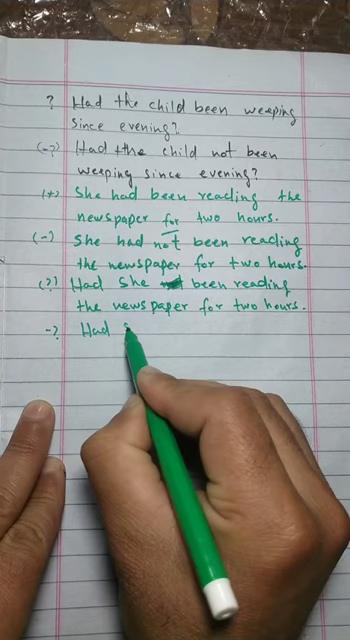 ? Had the child been weeping
since evening?
(-?) Had the child not been
weeping since evening?
(+) She had been reading the
newspaper for two hours.
(-) She had not been reading
the newspaper for two hours.
(?) Had she been reading
the newspaper for two hours.
-? Had s